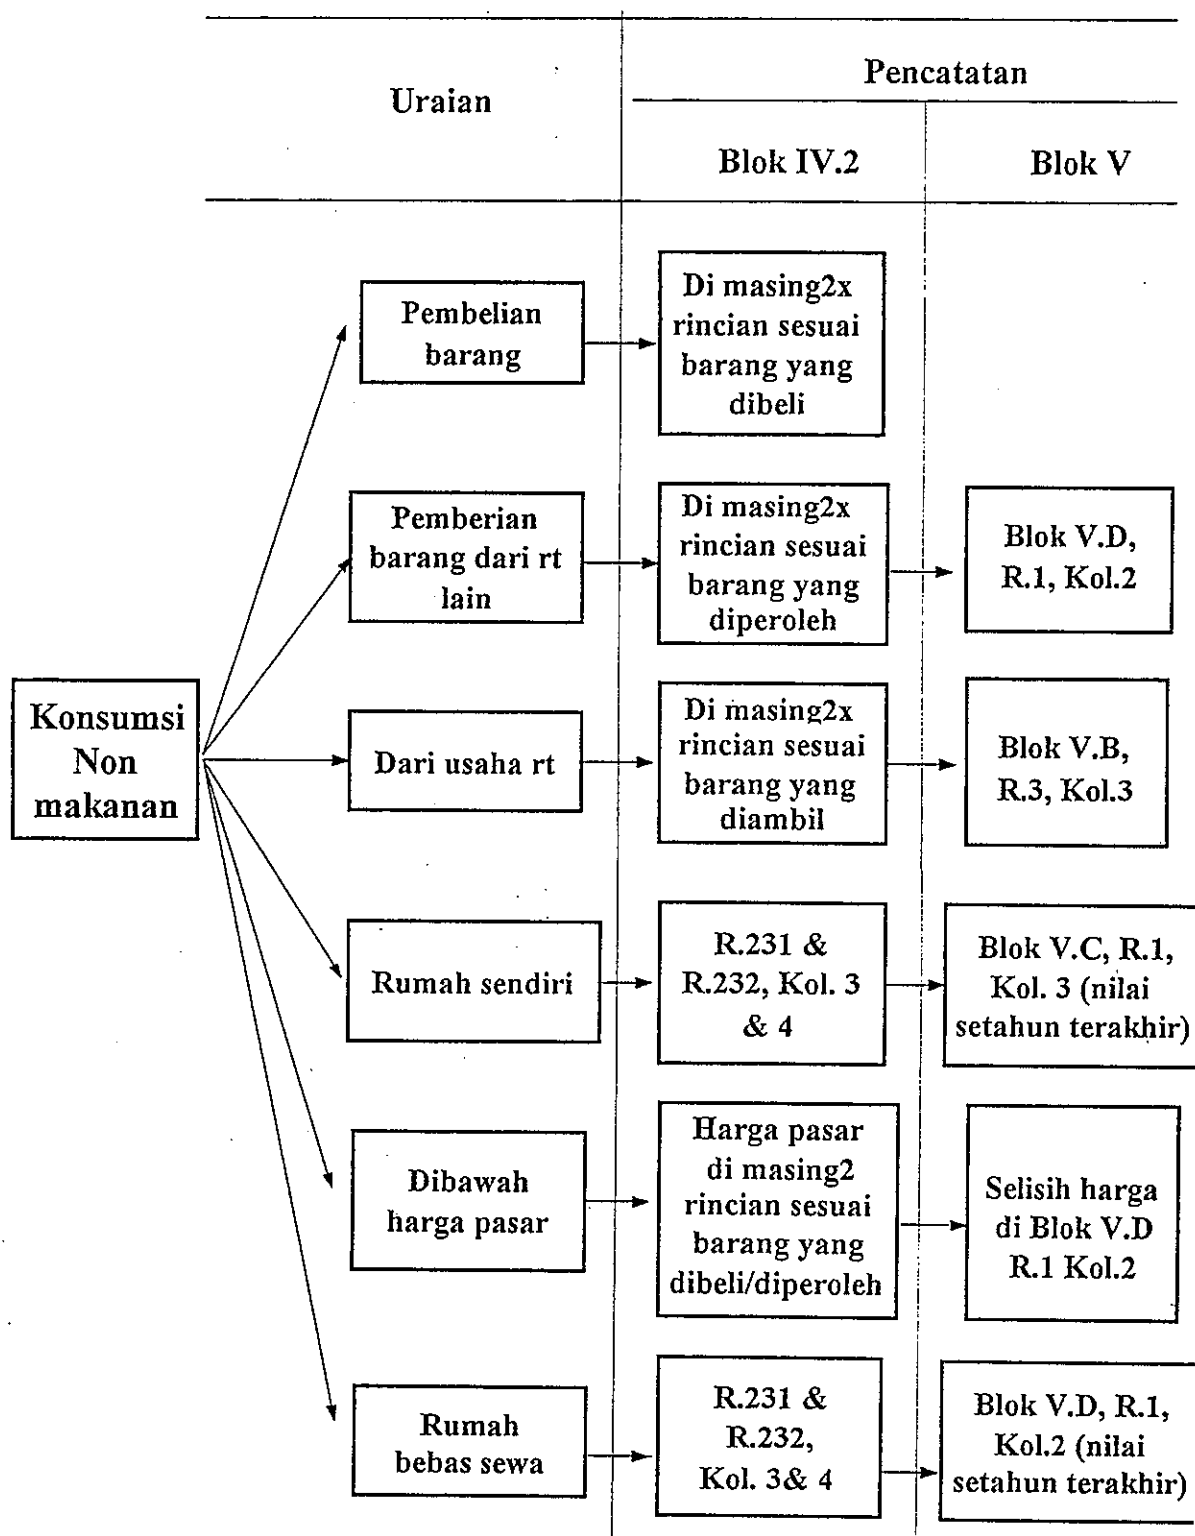 Uraian
Pencatatan
Blok IV.2
Blok V
Konsumsi
Non
makanan
Pembelian
barang
Di masing2x
rincian sesuai
barang yang
dibeli
Pemberian
barang dari rt
lain
Di masing2x
rincian sesuai
barang yang
diperoleh
Blok V.D,
R.1, Kol.2
Dari usaha rt
Di masing2x
rincian sesuai
barang yang
diambil
Blok V.B,
R.3, Kol.3
Rumah sendiri
R.231 &
R.232, Kol. 3
& 4
Blok V.C, R.1,
Kol. 3 (nilai
setahun terakhir)
Dibawah
harga pasar
Harga pasar
di masing2
rincian sesuai
barang yang
dibeli/diperoleh
Selisih harga
di Blok V.D
R.1 Kol.2
Rumah
bebas sewa
R.231 &
R.232,
Kol. 3& 4
Blok V.D, R.1,
Kol.2 (nilai
setahun terakhir)